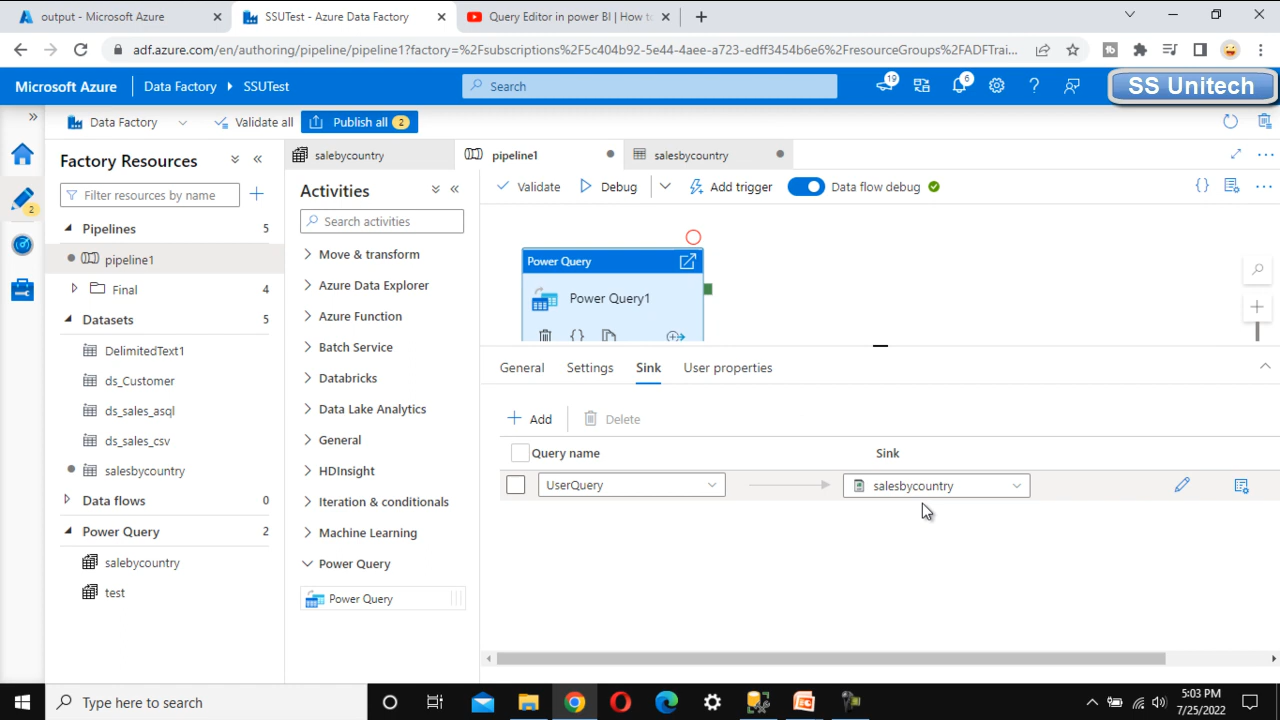 output - Microsoft Azure
SSUTest - Azure Data Factory
Query Editor in power BI | How to
adf.azure.com/en/authoring/pipeline/pipeline1?factory=%2Fsubscriptions%2F5c404b92-5e44-4aee-a723-edff3454b6e6%2FresourceGroups%2FADFTrai...
Microsoft Azure
Data Factory
SSUTest
Search
19
6
SS Unitech
Data Factory
Validate all
Publish all
2
Factory Resources
Filter resources by name
2
Pipelines
5
pipeline1
Final
4
Datasets
5
DelimitedText1
ds_Customer
ds_sales_asql
ds_sales_csv
salesbycountry
Data flows
0
Power Query
2
salebycountry
test
salebycountry
pipeline1
salesbycountry
Activities
Search activities
Move & transform
Azure Data Explorer
Azure Function
Batch Service
Databricks
Data Lake Analytics
General
HDInsight
Iteration & conditionals
Machine Learning
Power Query
Power Query
Validate
Debug
Add trigger
Data flow debug
Power Query
Power Query1
General
Settings
Sink
User properties
Add
Delete
Query name
Sink
UserQuery
salesbycountry
Type here to search
5:03 PM
7/25/2022